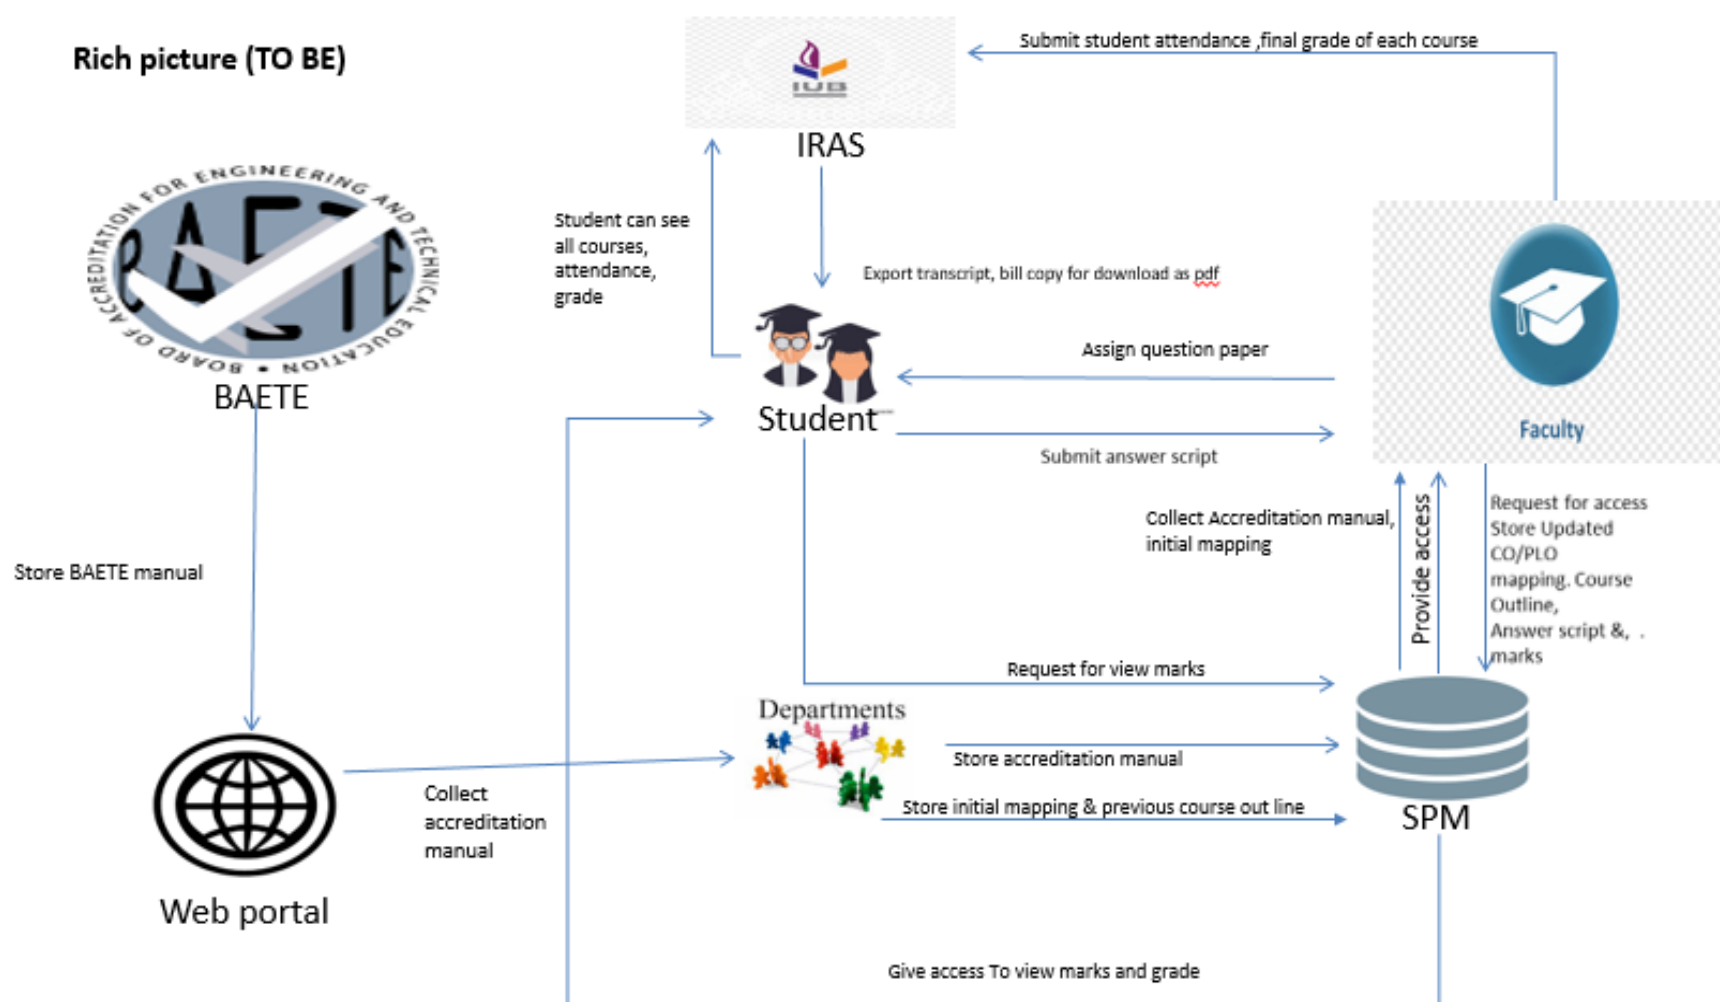 Rich picture (TO BE)
Submit student attendance ,final grade of each course
IUB
IRAS
BOARD OF ACCREDITATION FOR ENGINEERING AND TECHNICAL EDUCATION •
BAETE
BAETE
Student can see
all courses,
attendance,
grade
Export transcript, bill copy for download as pdf
Assign question paper
Student
Submit answer script
Faculty
Collect Accreditation manual,
initial mapping
Provide access
Request for access
Store Updated
CO/PLO
mapping. Course
Outline,
Answer script &, .
marks
Store BAETE manual
Request for view marks
Departments
Store accreditation manual
Store initial mapping & previous course out line
SPM
Collect
accreditation
manual
Web portal
Give access To view marks and grade